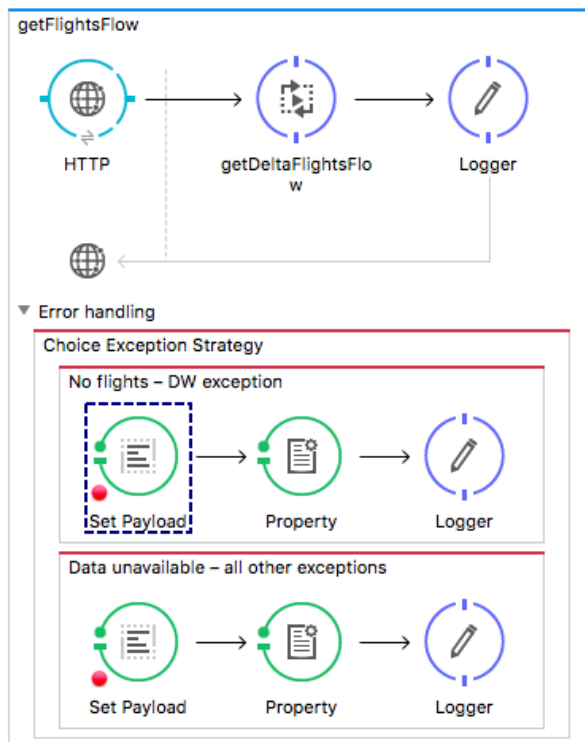 getFlightsFlow
HTTP
getDeltaFlightsFlo
w
Logger
Error handling
Choice Exception Strategy
No flights – DW exception
Set Payload
Property
Logger
Data unavailable – all other exceptions
Set Payload
Property
Logger